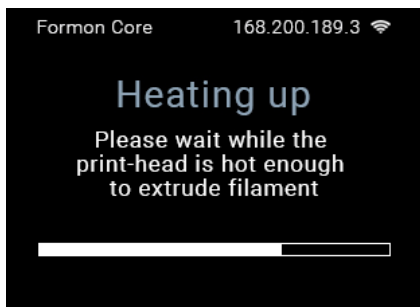 Formon Core 168.200.189.3
Heating up
Please wait while the
print-head is hot enough
to extrude filament